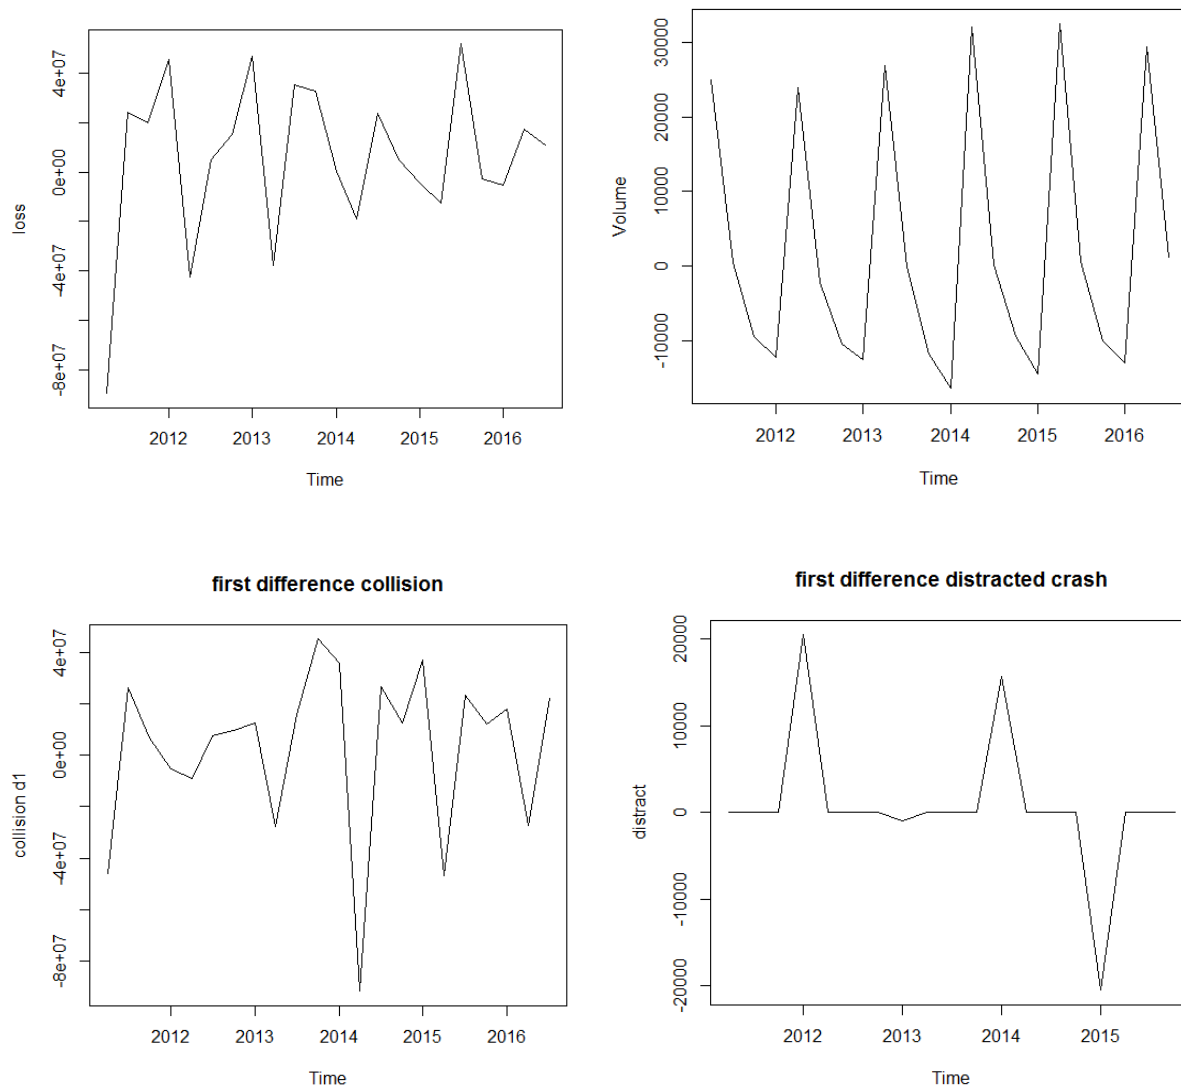 loss
4e+07
0e+00
-4e+07
-8e+07
2012 2013 2014 2015 2016
Time
Volume
30000
20000
10000
0
-10000
2012 2013 2014 2015 2016
Time
first difference collision
collision d1
4e+07
0e+00
-4e+07
-8e+07
2012 2013 2014 2015 2016
Time
first difference distracted crash
distract
20000
10000
0
-10000
-20000
2012 2013 2014 2015
Time